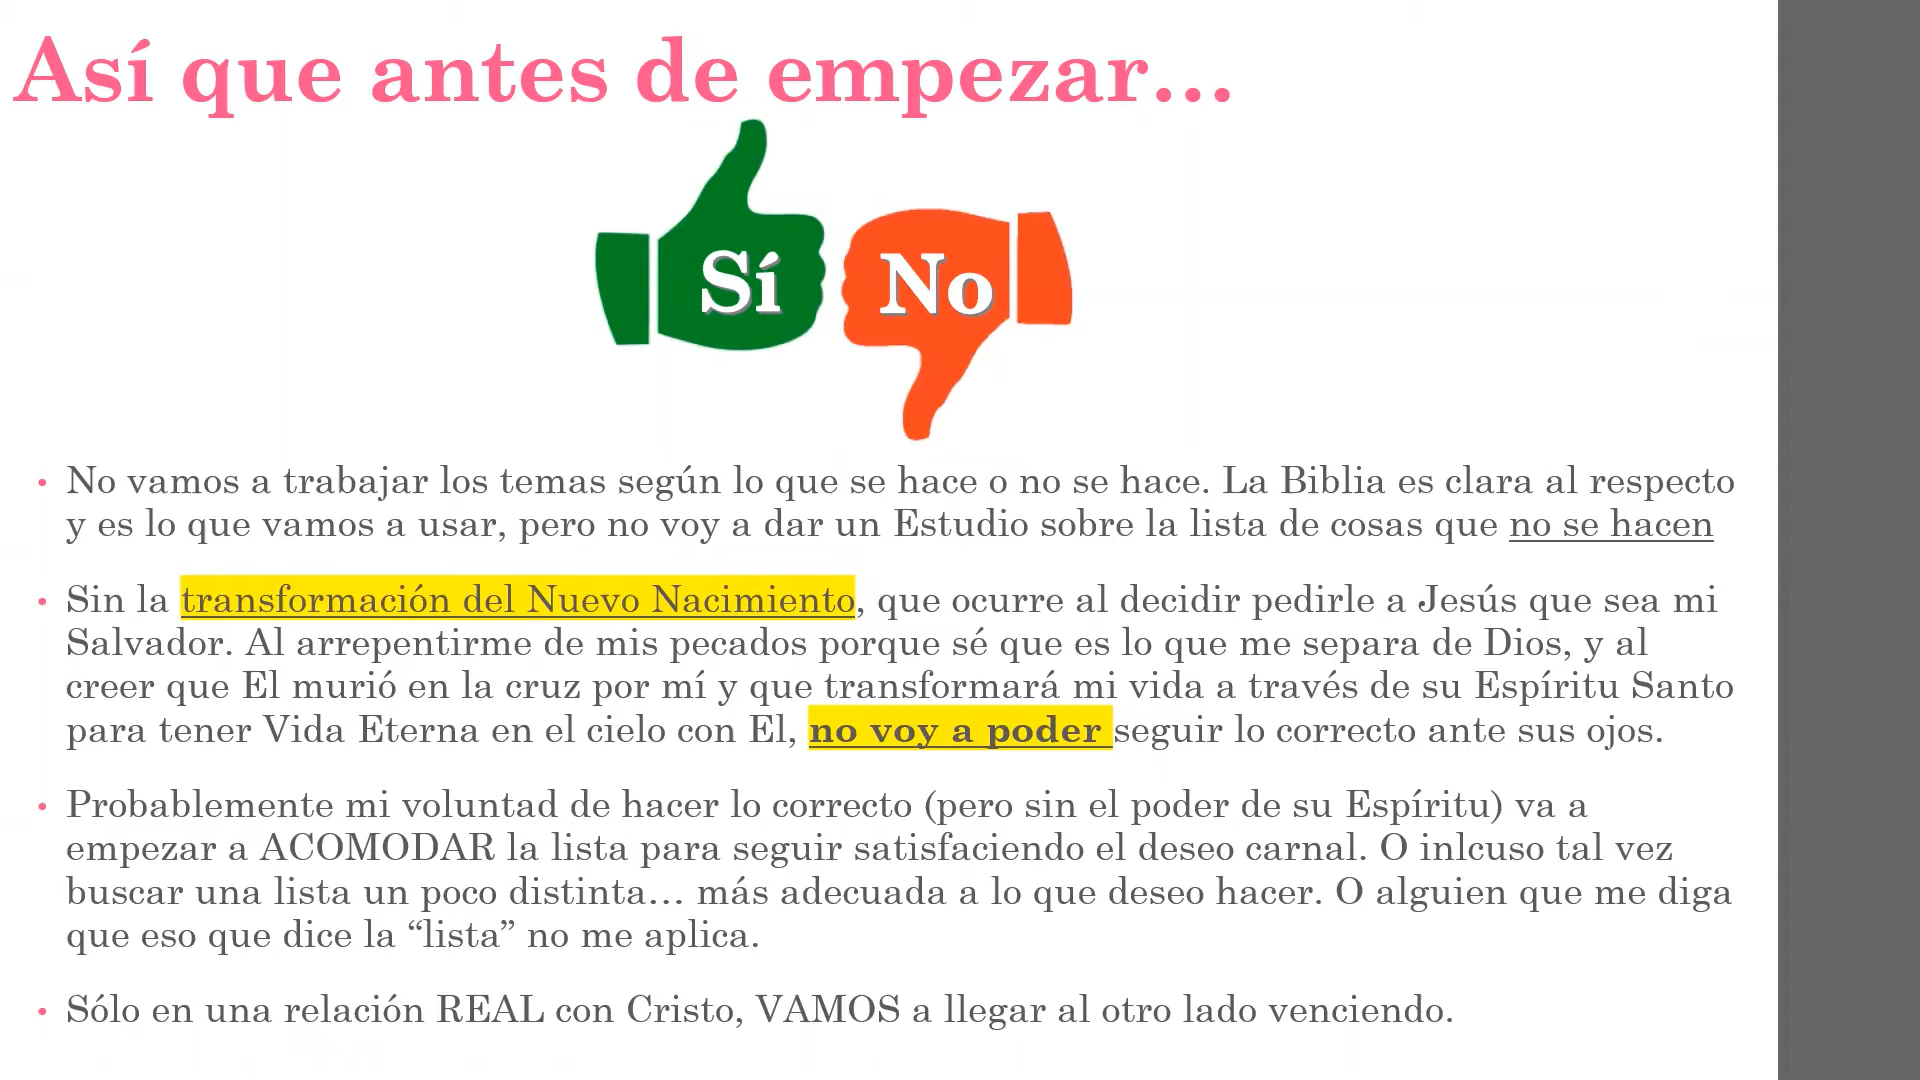 Así que antes de empezar...
Sí No
• No vamos a trabajar los temas según lo que se hace o no se hace. La Biblia es clara al respecto
y es lo que vamos a usar, pero no voy a dar un Estudio sobre la lista de cosas que no se hacen
• Sin la transformación del Nuevo Nacimiento, que ocurre al decidir pedirle a Jesús que sea mi
Salvador. Al arrepentirme de mis pecados porque sé que es lo que me separa de Dios, y al
creer que El murió en la cruz por mí y que transformará mi vida a través de su Espíritu Santo
para tener Vida Eterna en el cielo con El, no voy a poder seguir lo correcto ante sus ojos.
• Probablemente mi voluntad de hacer lo correcto (pero sin el poder de su Espíritu) va a
empezar a ACOMODAR la lista para seguir satisfaciendo el deseo carnal. O inlcuso tal vez
buscar una lista un poco distinta... más adecuada a lo que deseo hacer. O alguien que me diga
que eso que dice la “lista” no me aplica.
• Sólo en una relación REAL con Cristo, VAMOS a llegar al otro lado venciendo.